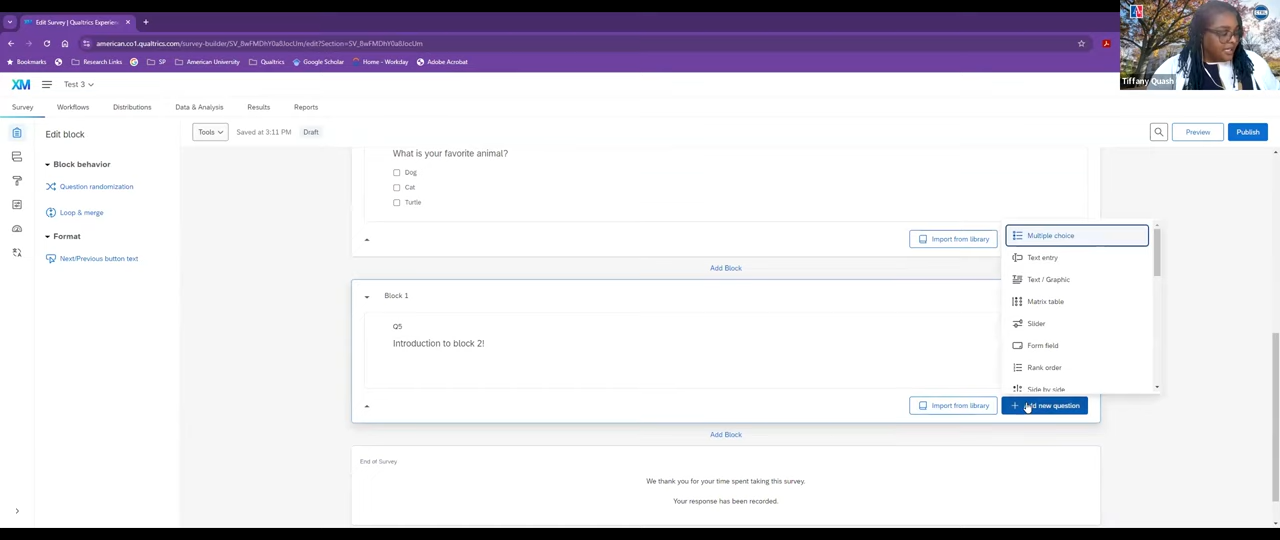 Edit Survey | Qualtrics Experien
american.co1.qualtrics.com/survey-builder/SV_8wFMDhY0a8JocUm/edit?Section=SV_8wFMDhY0a8JocUm
Bookmarks
Research Links
SP
American University
Qualtrics
Google Scholar
Home - Workday
Adobe Acrobat
Tiffany Quash
XM
Test 3
Survey
Workflows
Distributions
Data & Analysis
Results
Reports
Edit block
Tools
Saved at 3:11 PM
Draft
Preview
Publish
Block behavior
Question randomization
Loop & merge
Format
Next/Previous button text
What is your favorite animal?
Dog
Cat
Turtle
Import from library
Add Block
Block 1
Q5
Introduction to block 2!
Multiple choice
Text entry
Text / Graphic
Matrix table
Slider
Form field
Rank order
Side by side
Import from library
Add new question
Add Block
End of Survey
We thank you for your time spent taking this survey.
Your response has been recorded.